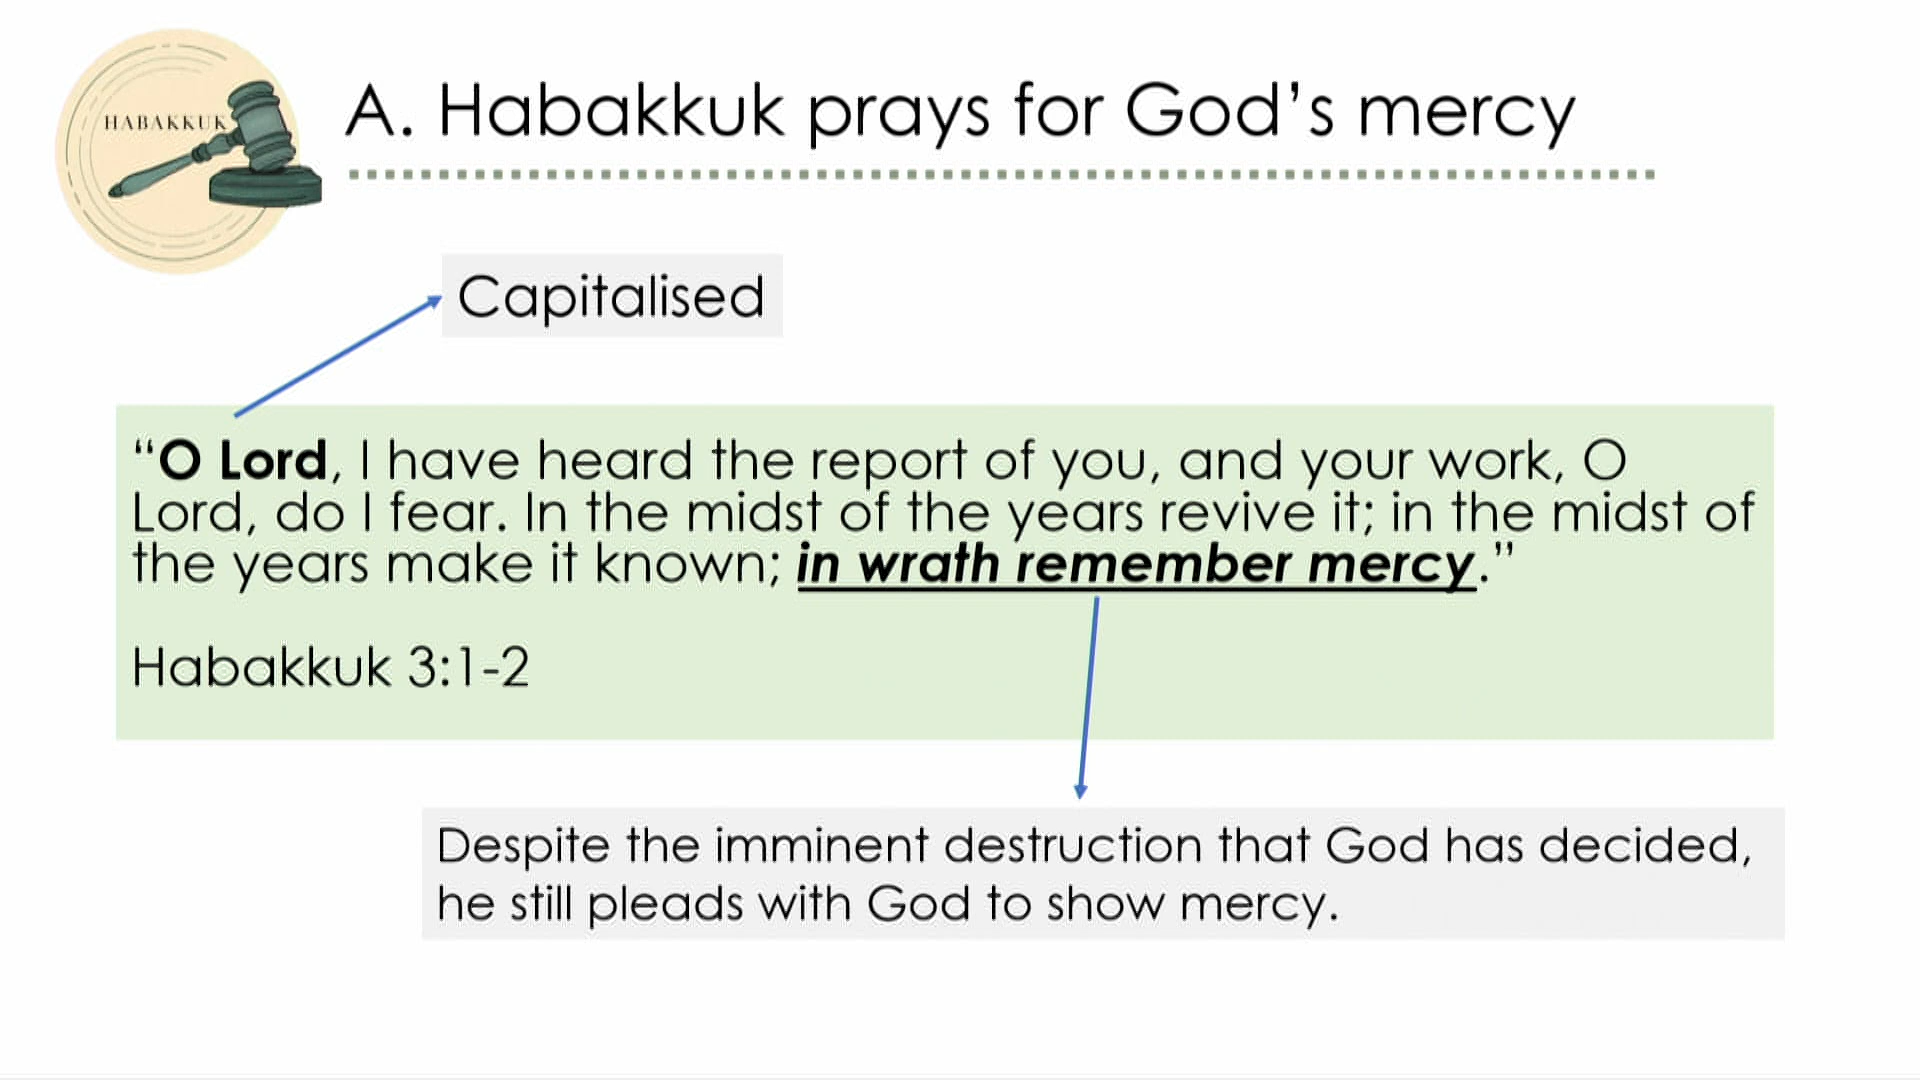 HABAKKUK
A. Habakkuk prays for God’s mercy
Capitalised
“O Lord, I have heard the report of you, and your work, O
Lord, do I fear. In the midst of the years revive it; in the midst of
the years make it known; in wrath remember mercy.”
Habakkuk 3:1-2
Despite the imminent destruction that God has decided,
he still pleads with God to show mercy.